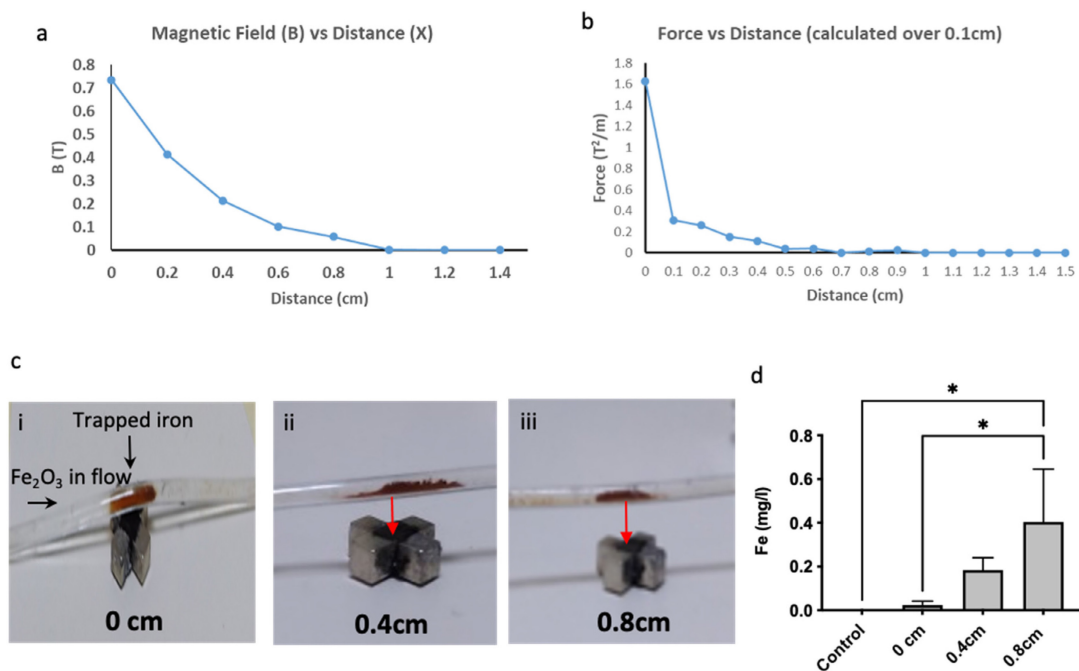 a
Magnetic Field (B) vs Distance (X)
0.8
0.7
0.6
0.5
0.4
0.3
0.2
0.1
0
B (T)
0 0.2 0.4 0.6 0.8 1 1.2 1.4
Distance (cm)
b
Force vs Distance (calculated over 0.1cm)
1.8
1.6
1.4
1.2
1
0.8
0.6
0.4
0.2
0
Force (T²/m)
0 0.1 0.2 0.3 0.4 0.5 0.6 0.7 0.8 0.9 1 1.1 1.2 1.3 1.4 1.5
Distance (cm)
c
i
Trapped iron
Fe₂O₃ in flow
0 cm
ii
0.4cm
iii
0.8cm
d
*
*
0.8
0.6
0.4
0.2
0.0
Fe (mg/l)
Control 0 cm 0.4cm 0.8cm